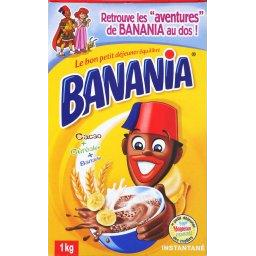 Retrouve les "aventures"
de BANANIA au dos !
Le bon petit déjeuner équilibré
BANANIA®
Cacao
+
Céréales
+
Banane
1kg
INSTANTANÉ